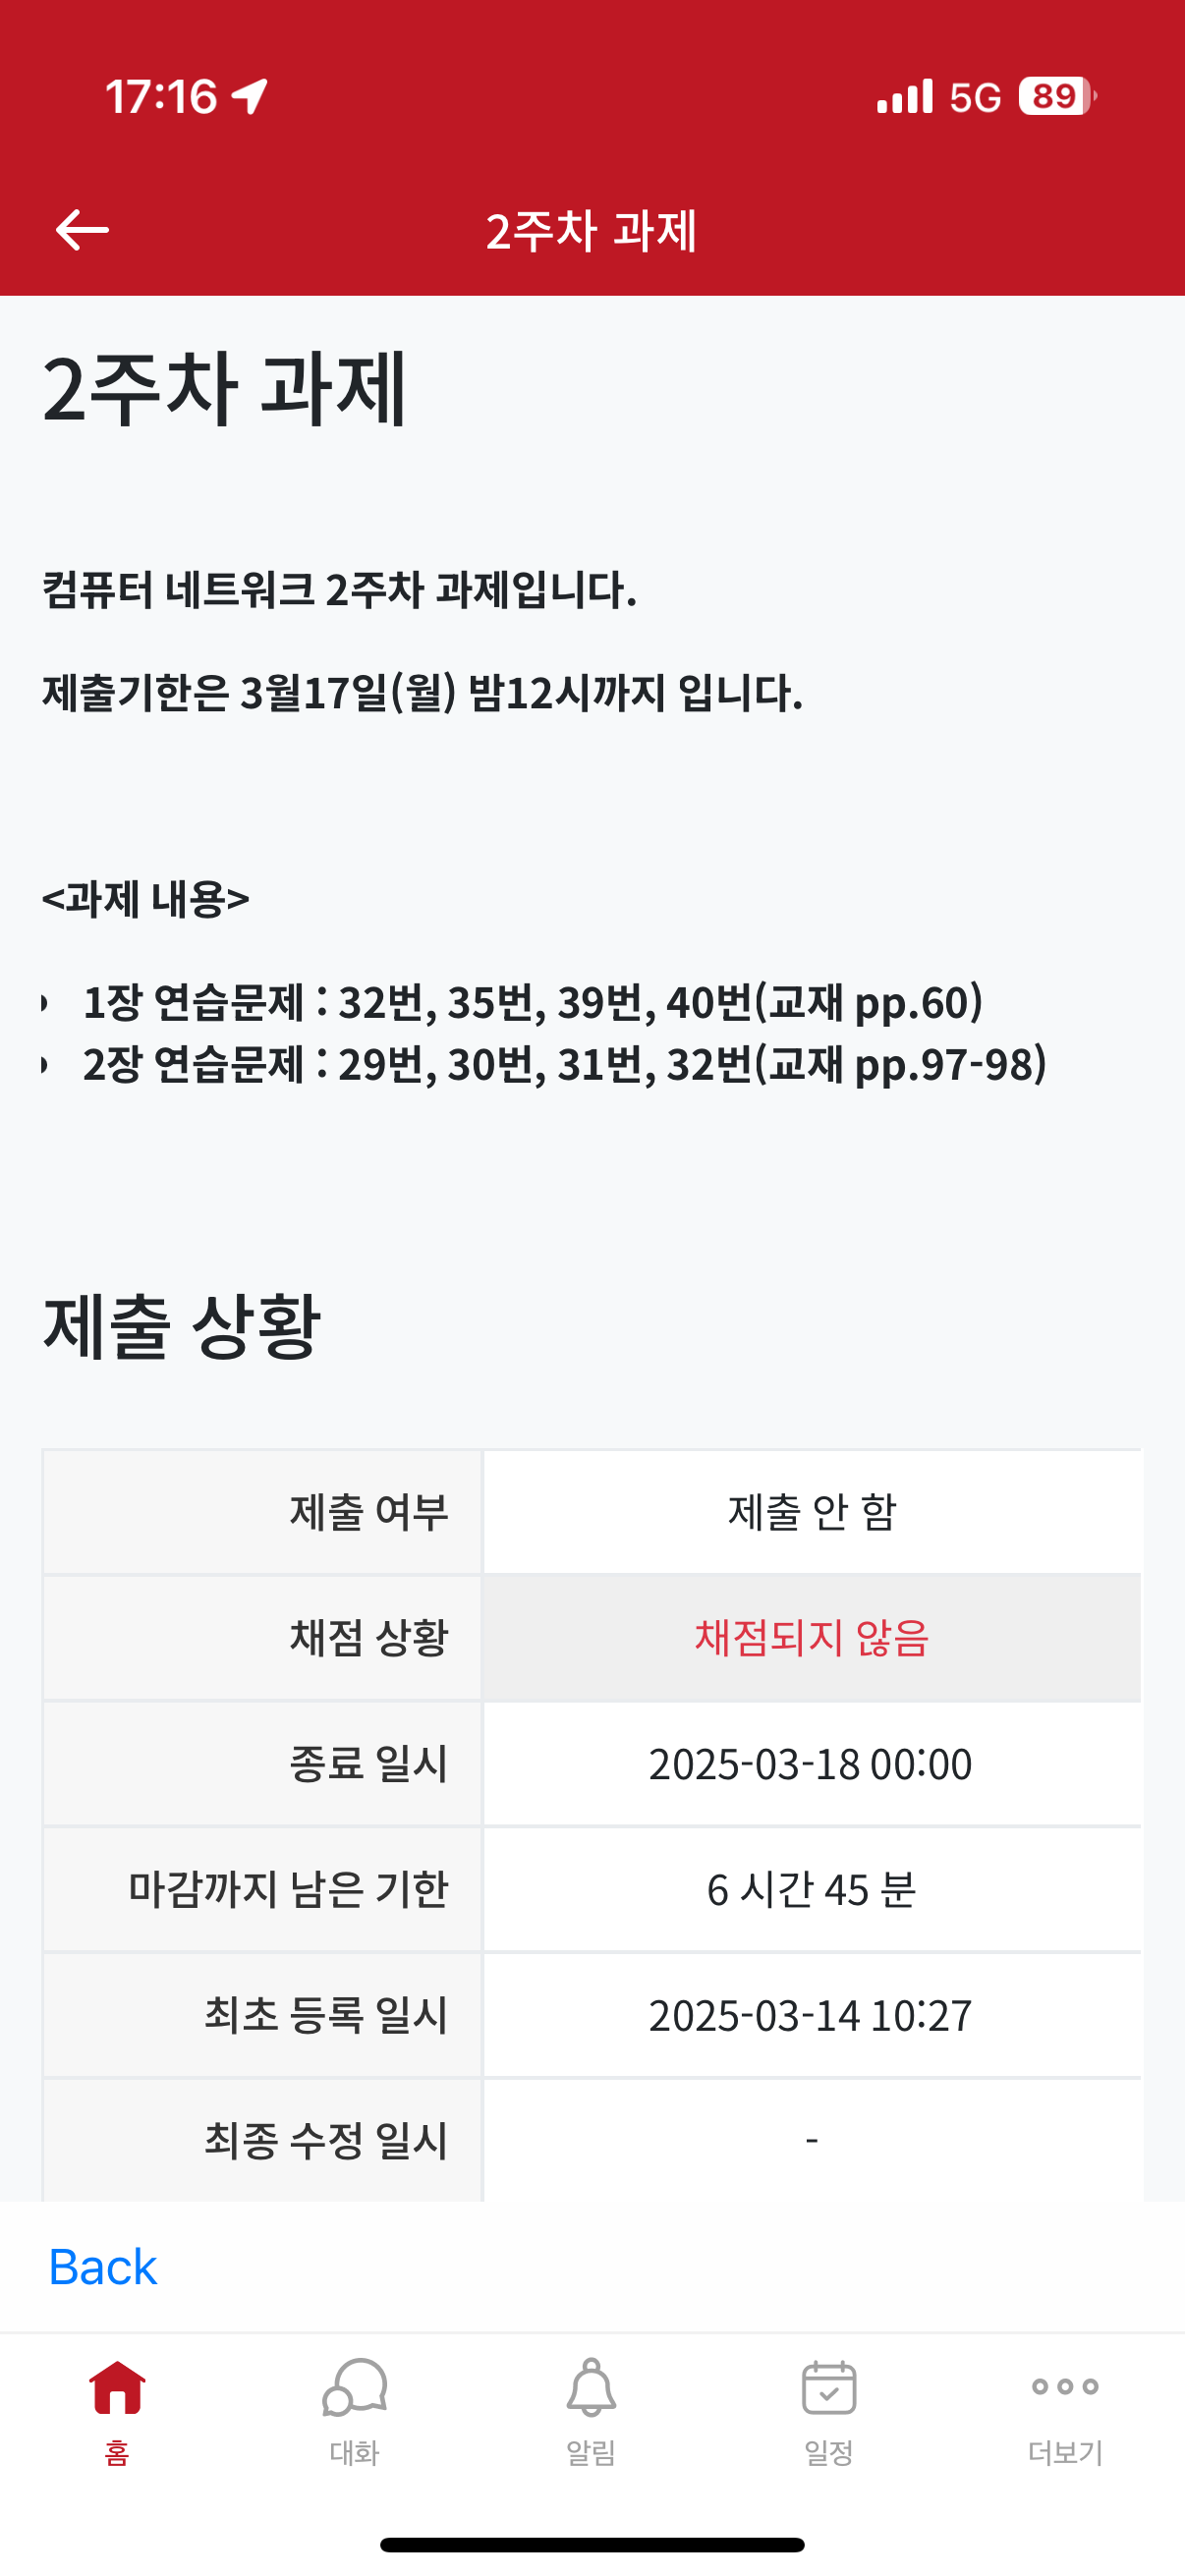 17:16
5G 89
2주차 과제
2주차 과제
컴퓨터 네트워크 2주차 과제입니다.
제출기한은 3월17일(월) 밤12시까지 입니다.
<과제 내용>
1장 연습문제 : 32번, 35번, 39번, 40번(교재 pp.60)
2장 연습문제 : 29번, 30번, 31번, 32번(교재 pp.97-98)
제출 상황
제출 여부 제출 안 함
채점 상황 채점되지 않음
종료 일시 2025-03-18 00:00
마감까지 남은 기한 6 시간 45 분
최초 등록 일시 2025-03-14 10:27
최종 수정 일시 -
Back
홈 대화 알림 일정 더보기